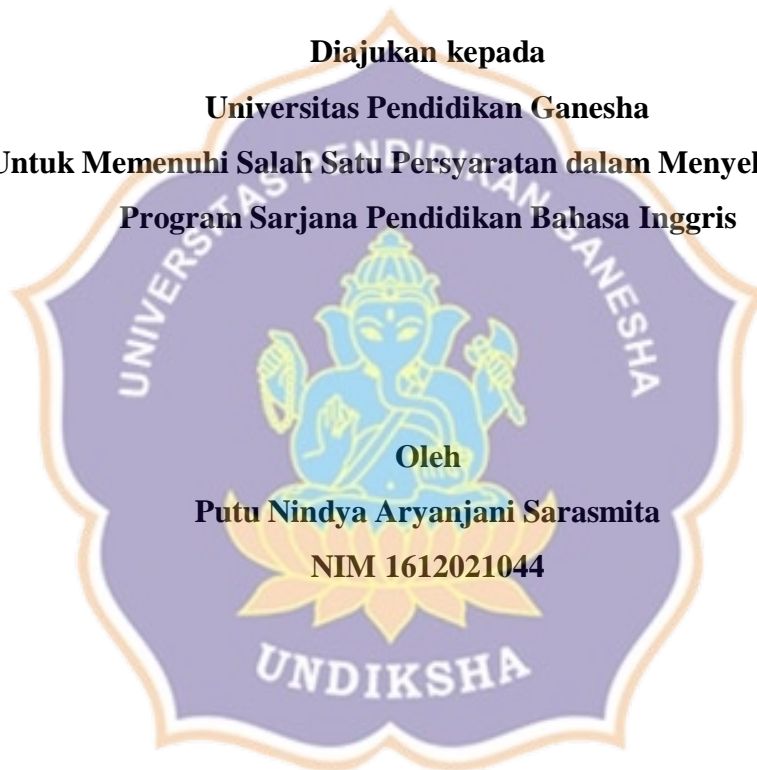 Diajukan kepada
Universitas Pendidikan Ganesha
Untuk Memenuhi Salah Satu Persyaratan dalam
Program Sarjana Pendidikan Bahasa Inggris
UNIVERSITAS PENDIDIKAN GANESHA
Oleh
Putu Nindya Aryanjani Sarasmita
NIM 1612021044
UNDIKSHA